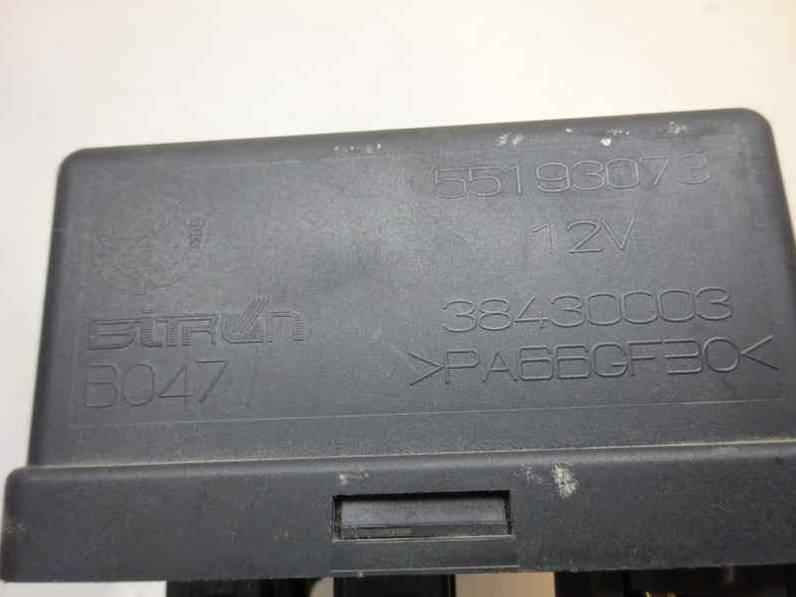 55193073
12V
BITRON
38430003
B047
>PA66GF30<